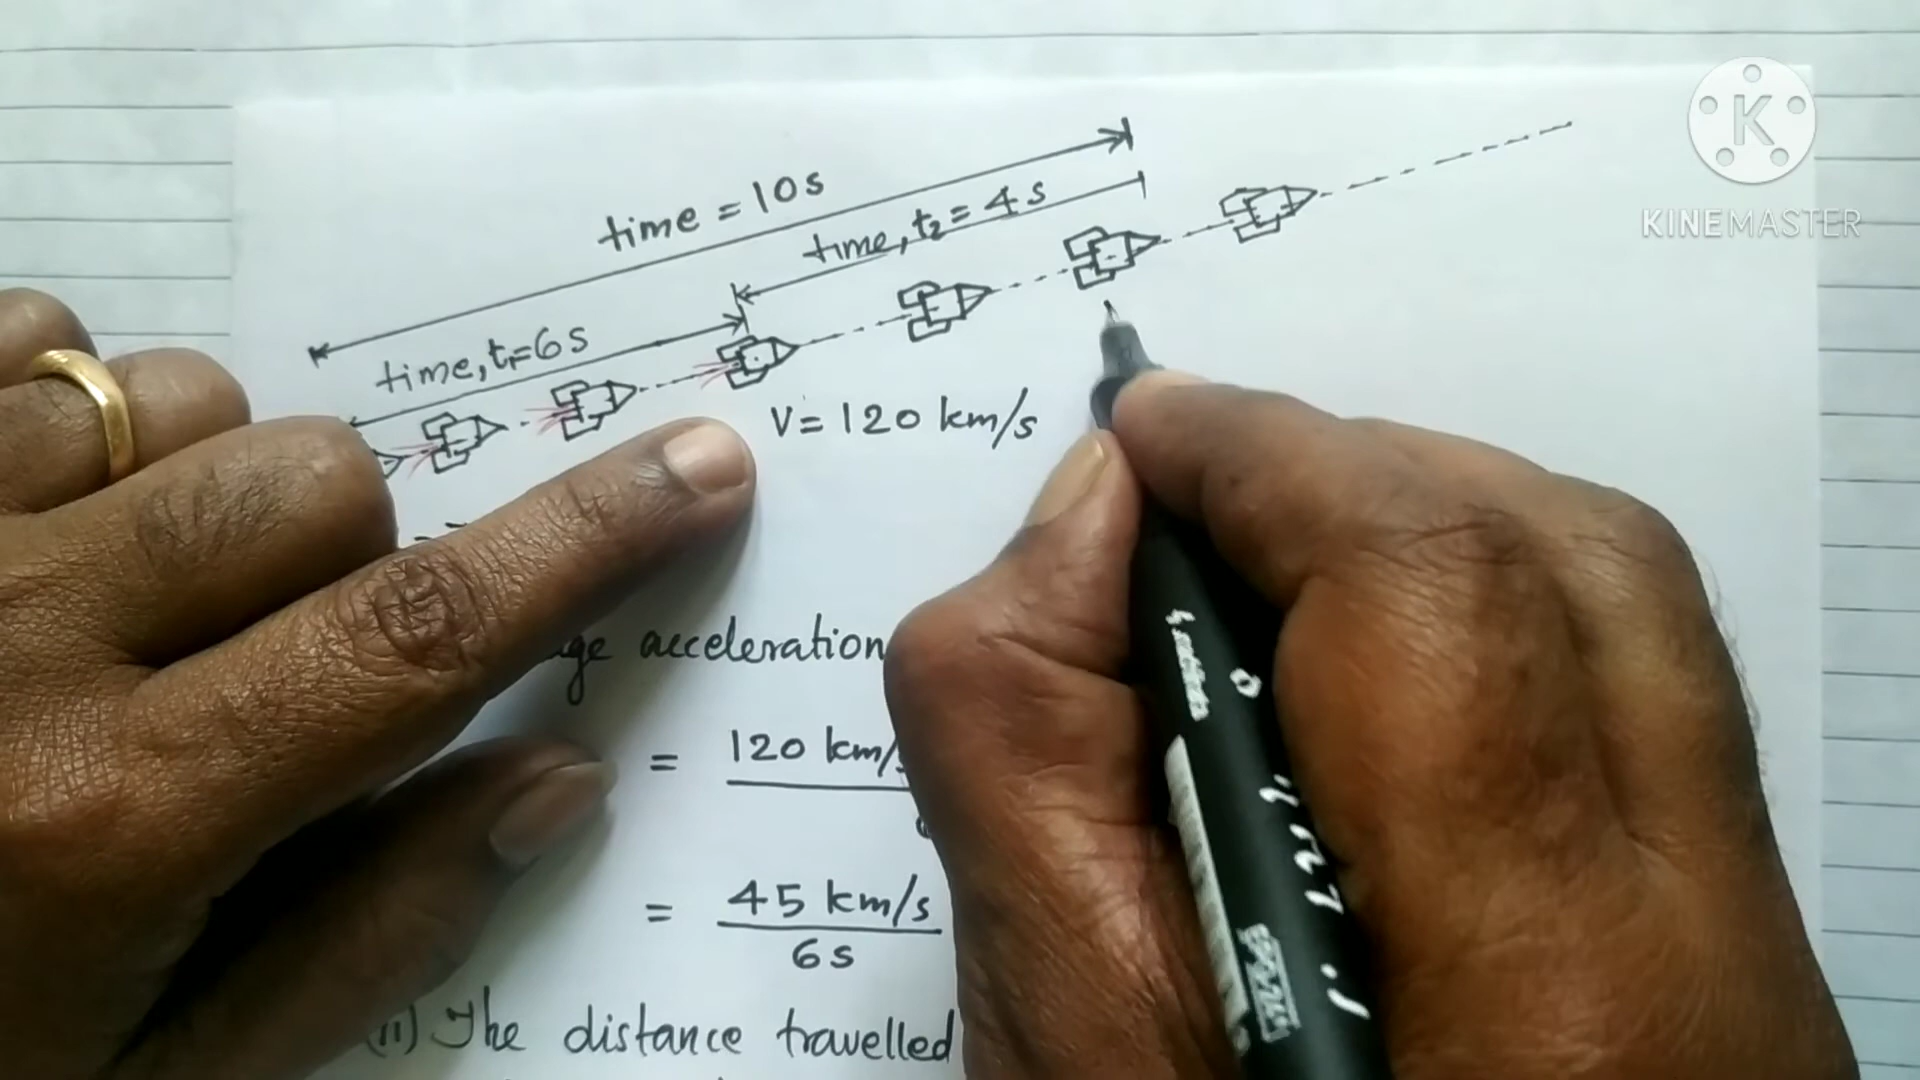 time = 10s
time, t₂ = 4s
time, t₁=6s
V= 120 km/s
acceleration
= 120 km/
= 45 km/s
6s
(ii) The distance travelled
K
KINEMASTER